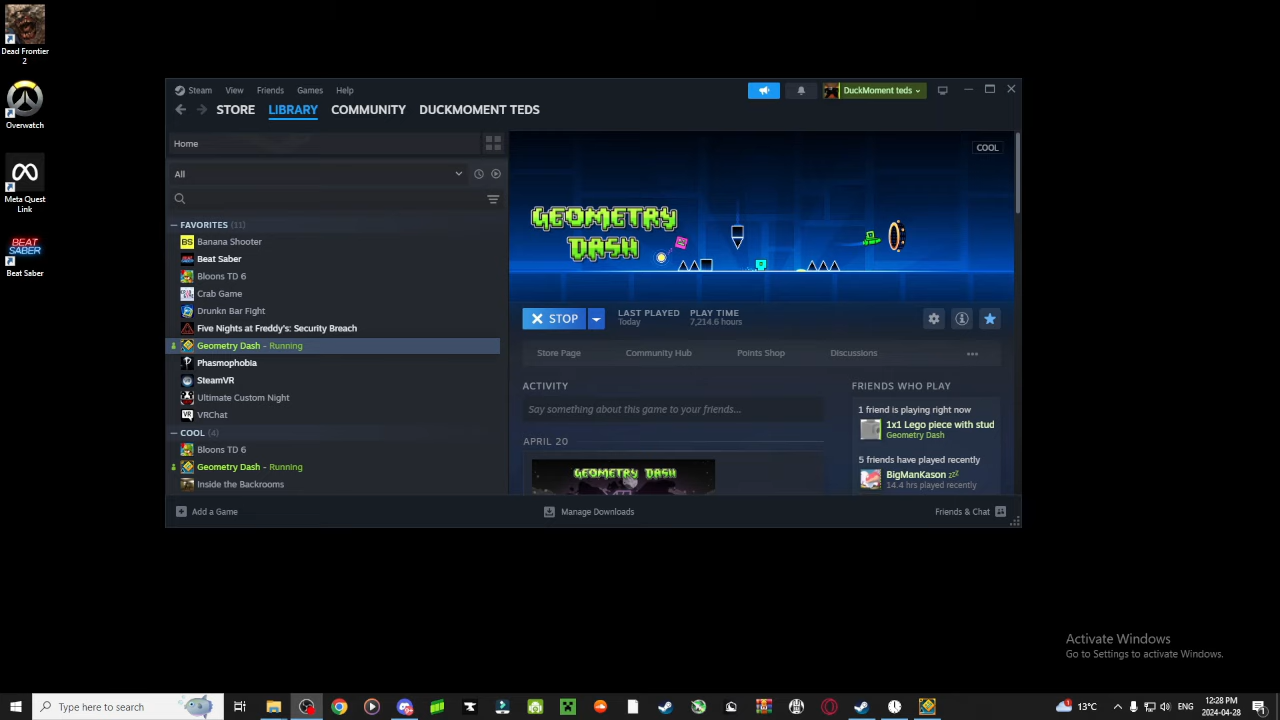 Dead Frontier
2
Overwatch
Meta Quest
Link
BEAT
SABER
Beat Saber
Steam View Friends Games Help
DuckMoment teds
STORE LIBRARY COMMUNITY DUCKMOMENT TEDS
Home
All
FAVORITES (11)
BS Banana Shooter
Beat Saber
Bloons TD 6
Crab Game
Drunkn Bar Fight
Five Nights at Freddy's: Security Breach
Geometry Dash - Running
Phasmophobia
SteamVR
Ultimate Custom Night
VR VRChat
COOL (4)
Bloons TD 6
Geometry Dash - Running
Inside the Backrooms
COOL
GEOMETRY
DASH
STOP
LAST PLAYED
Today
PLAY TIME
7,214.6 hours
Store Page Community Hub Points Shop Discussions
ACTIVITY
Say something about this game to your friends...
APRIL 20
GEOMETRY DASH
FRIENDS WHO PLAY
1 friend is playing right now
1x1 Lego piece with stud
Geometry Dash
5 friends have played recently
BigManKason zzz
14.4 hrs played recently
Add a Game Manage Downloads Friends & Chat
Activate Windows
Go to Settings to activate Windows.
Type here to search
13°C
12:28 PM
2024-04-28
1